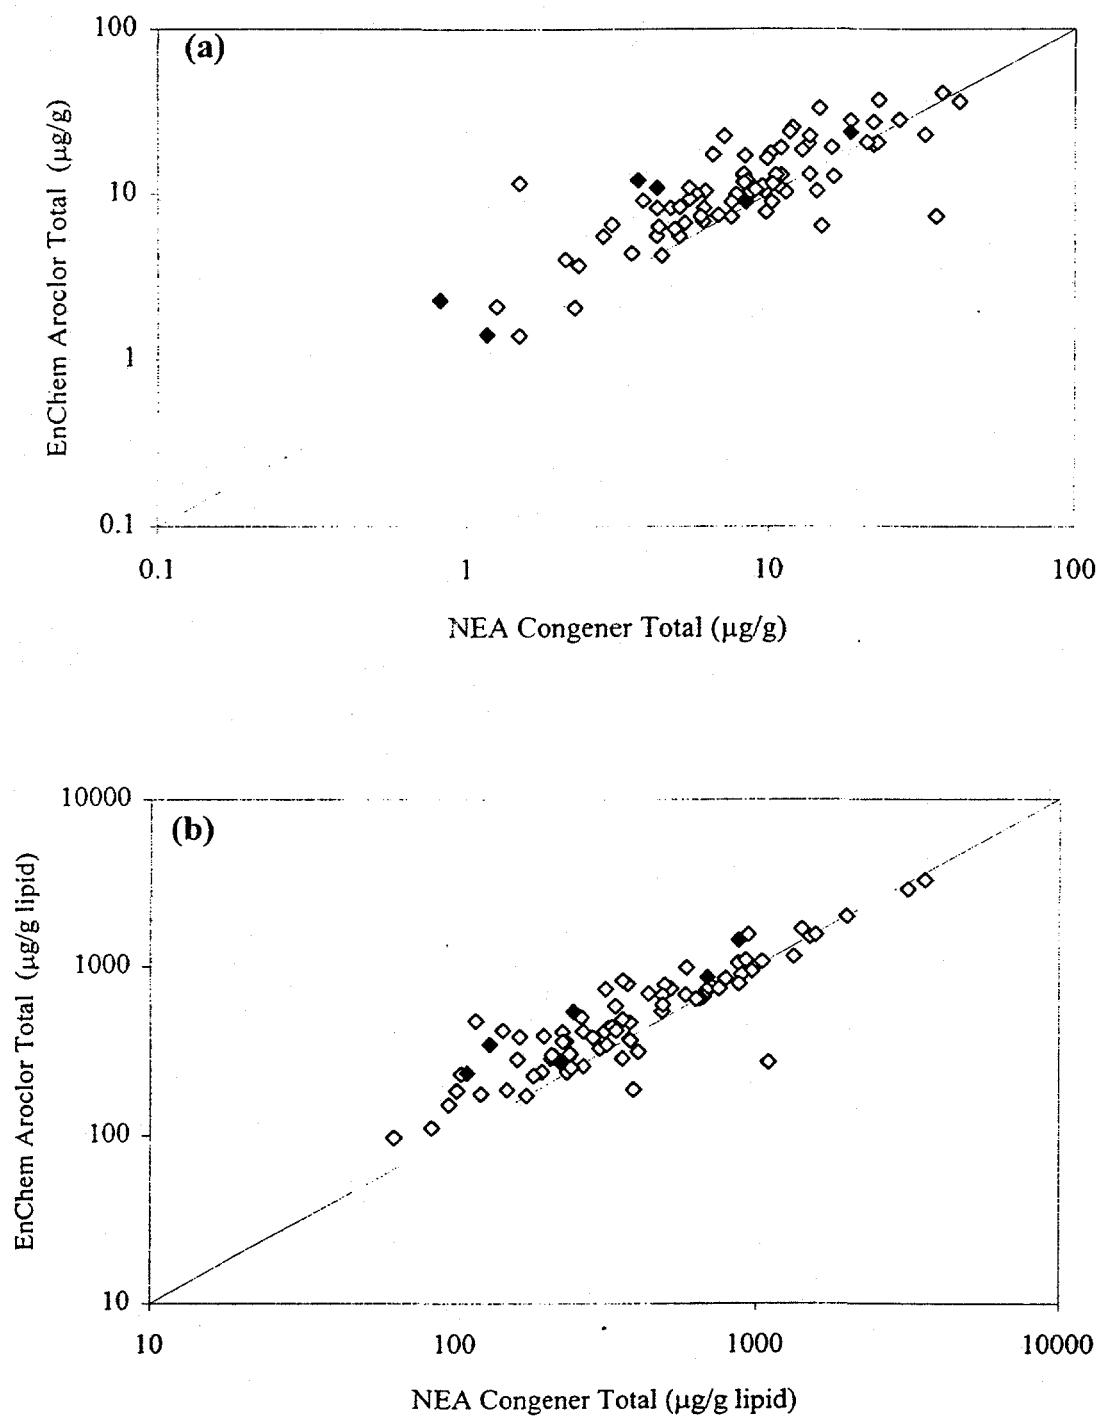 (a)
100
10
1
0.1
EnChem Aroclor Total (µg/g)
0.1
1
10
100
NEA Congener Total (µg/g)
(b)
10000
1000
100
10
EnChem Aroclor Total (µg/g lipid)
10
100
1000
10000
NEA Congener Total (µg/g lipid)